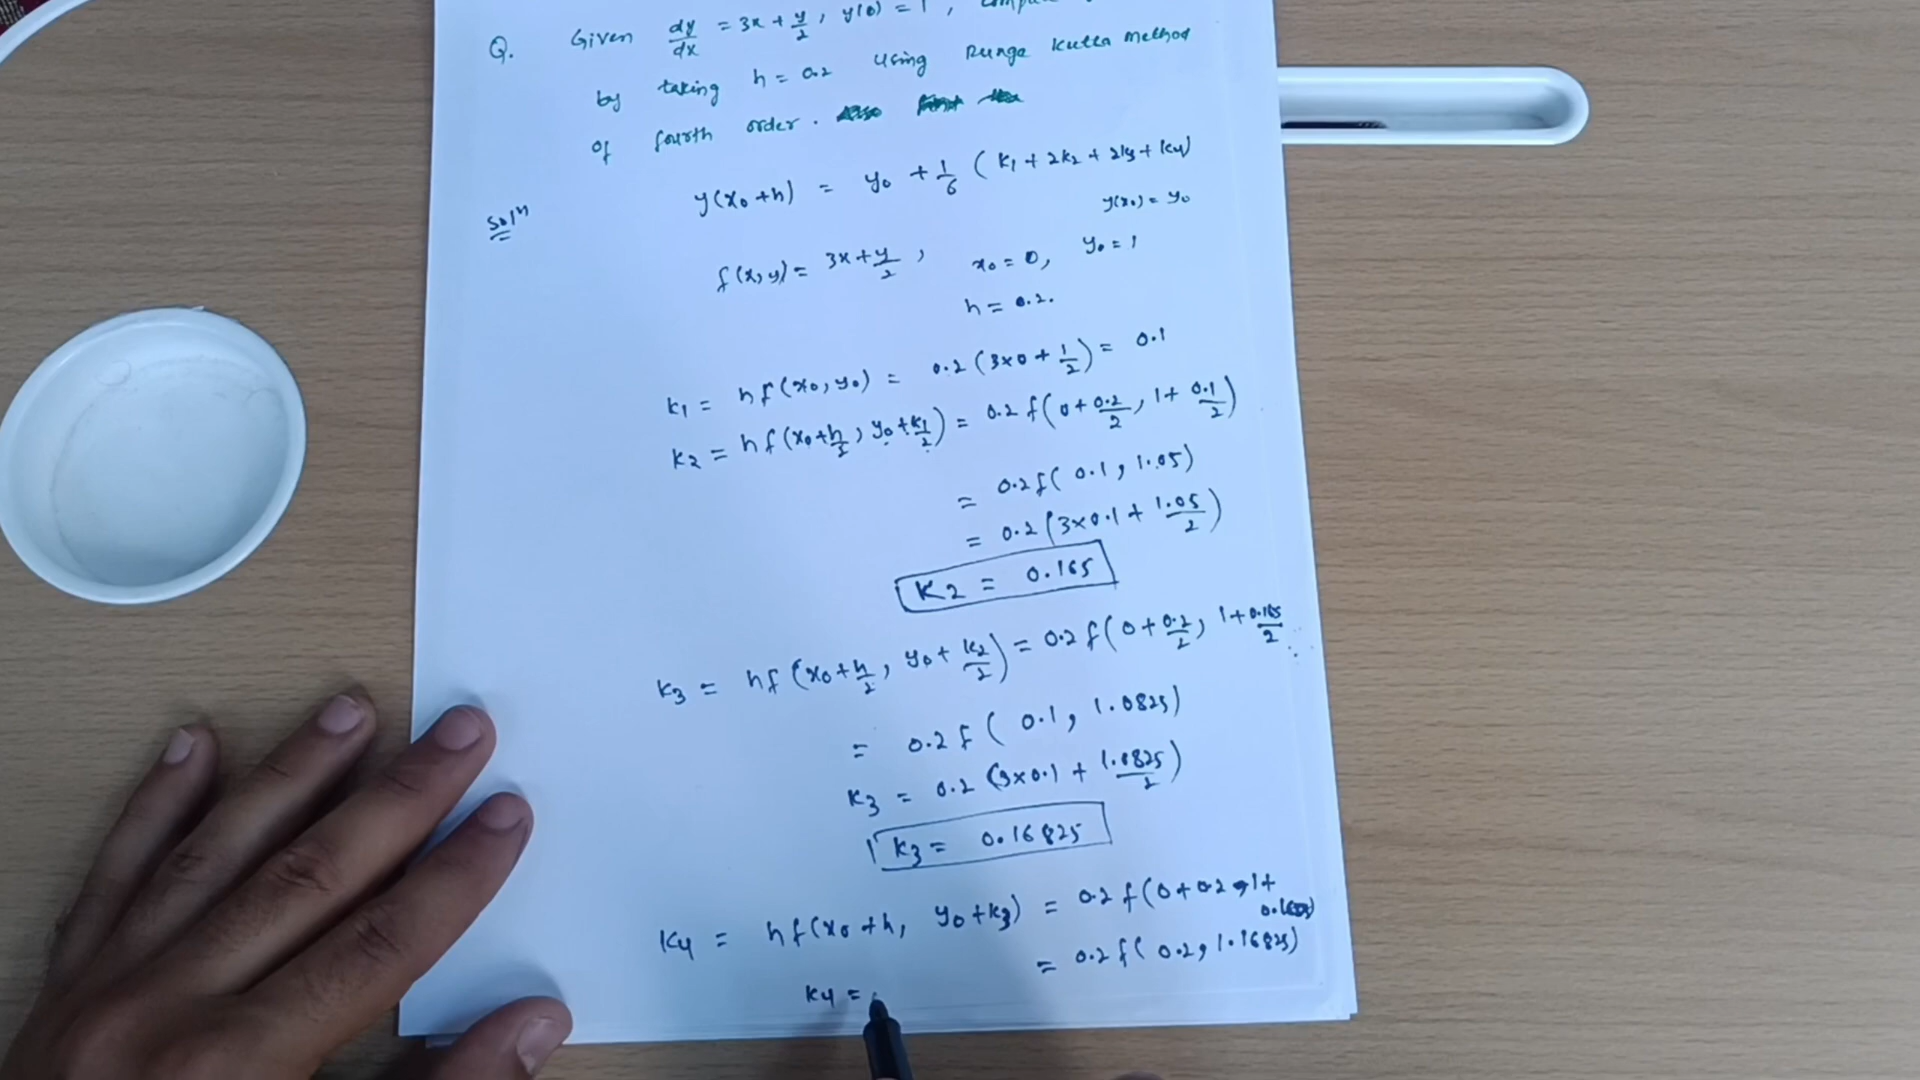 Q. Given dy/dx = 3x + y/2, y(0) = 1,
by taking h = 0.2 using Runge Kutta method
of fourth order.
Solⁿ y(x₀+h) = y₀ + 1/6 (k₁ + 2k₂ + 2k₃ + k₄)
y(x₀) = y₀
f(x,y) = 3x + y/2, x₀ = 0, y₀ = 1
h = 0.2.
k₁ = hf(x₀, y₀) = 0.2 (3×0 + 1/2) = 0.1
k₂ = hf(x₀+h/2, y₀+k₁/2) = 0.2 f(0+0.2/2, 1+0.1/2)
= 0.2 f(0.1, 1.05)
= 0.2 (3×0.1 + 1.05/2)
K₂ = 0.165
k₃ = hf(x₀+h/2, y₀+k₂/2) = 0.2 f(0+0.2/2, 1+0.165/2
= 0.2 f(0.1, 1.0825)
k₃ = 0.2 (3×0.1 + 1.0825/2)
k₃ = 0.16825
k₄ = hf(x₀+h, y₀+k₃) = 0.2 f(0+0.2, 1+
= 0.2 f(0.2, 1.16825)
k₄ =